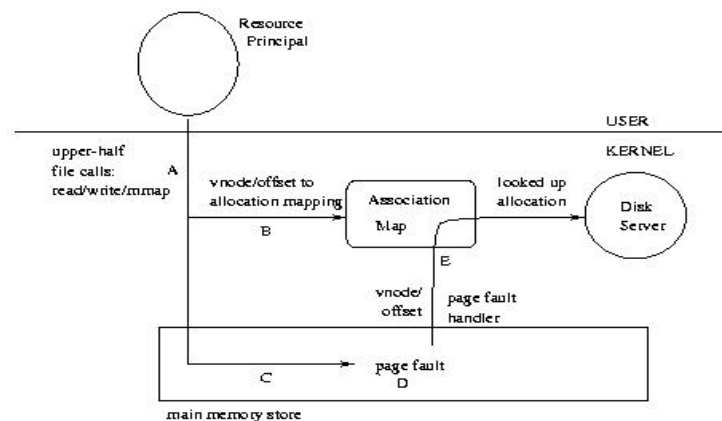 Resource
Principal
USER
KERNEL
upper-half
file calls:
read/write/mmap
A
vnode/offset to
allocation mapping
B
Association
Map
looked up
allocation
Disk
Server
E
vnode/
offset
page fault
handler
C
page fault
D
main memory store